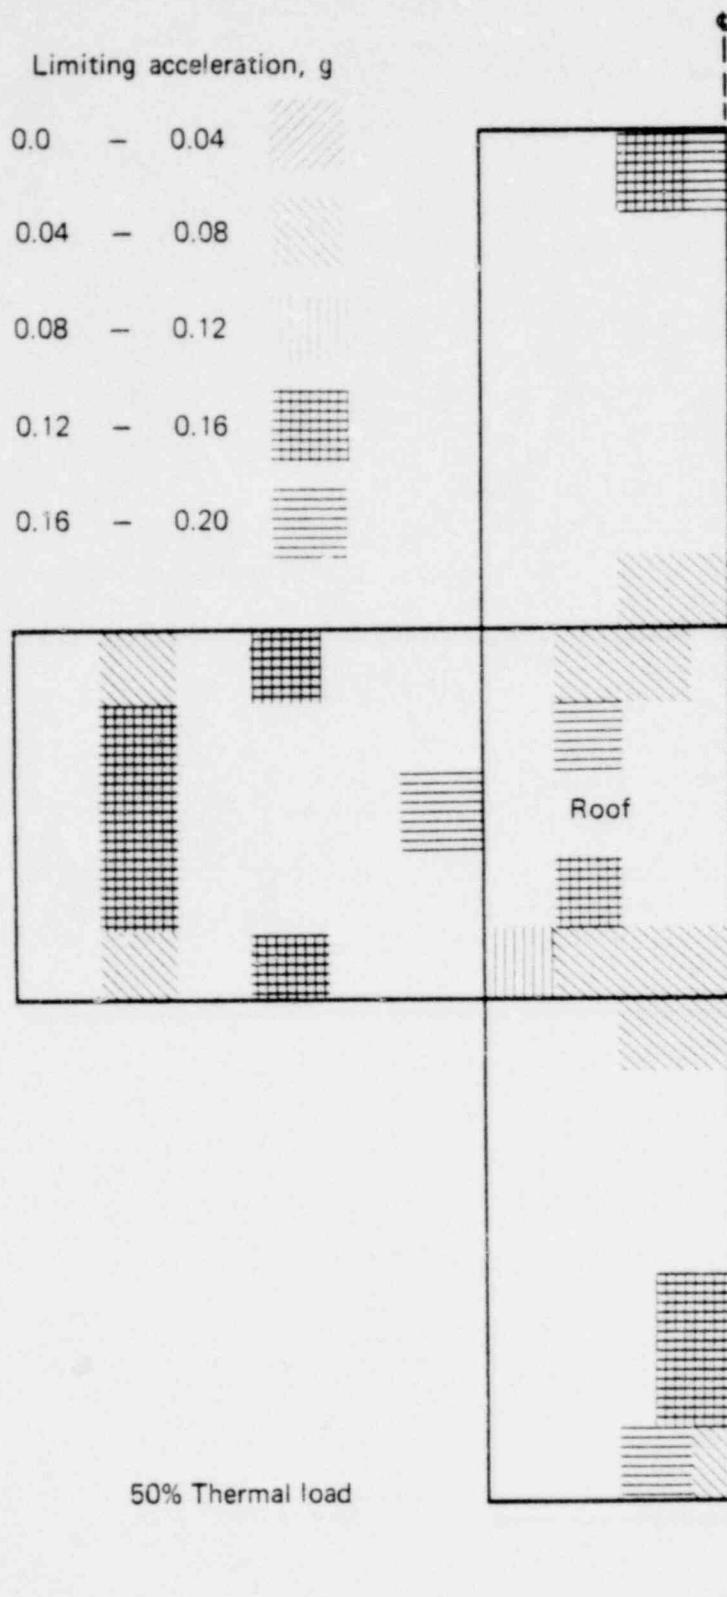 Limiting acceleration, g
0.0 – 0.04
0.04 – 0.08
0.08 – 0.12
0.12 – 0.16
0.16 – 0.20
Roof
50% Thermal load